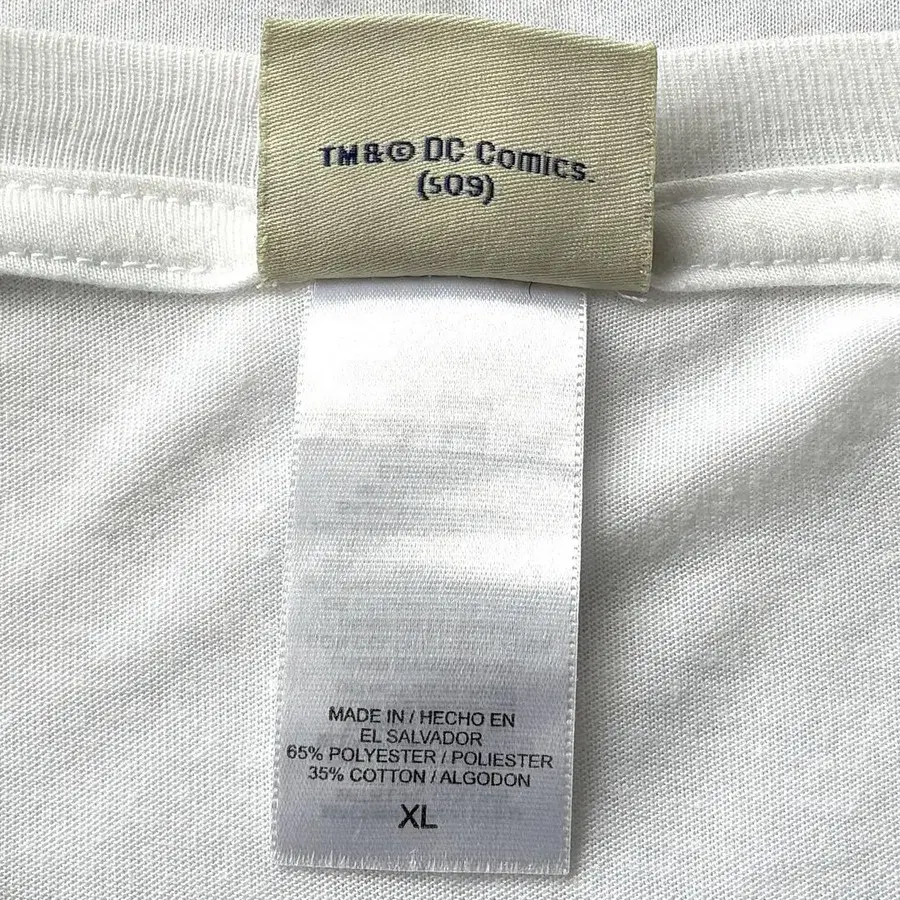 TM & © DC Comics.
(s09)
MADE IN / HECHO EN
EL SALVADOR
65% POLYESTER / POLIESTER
35% COTTON / ALGODON
XL